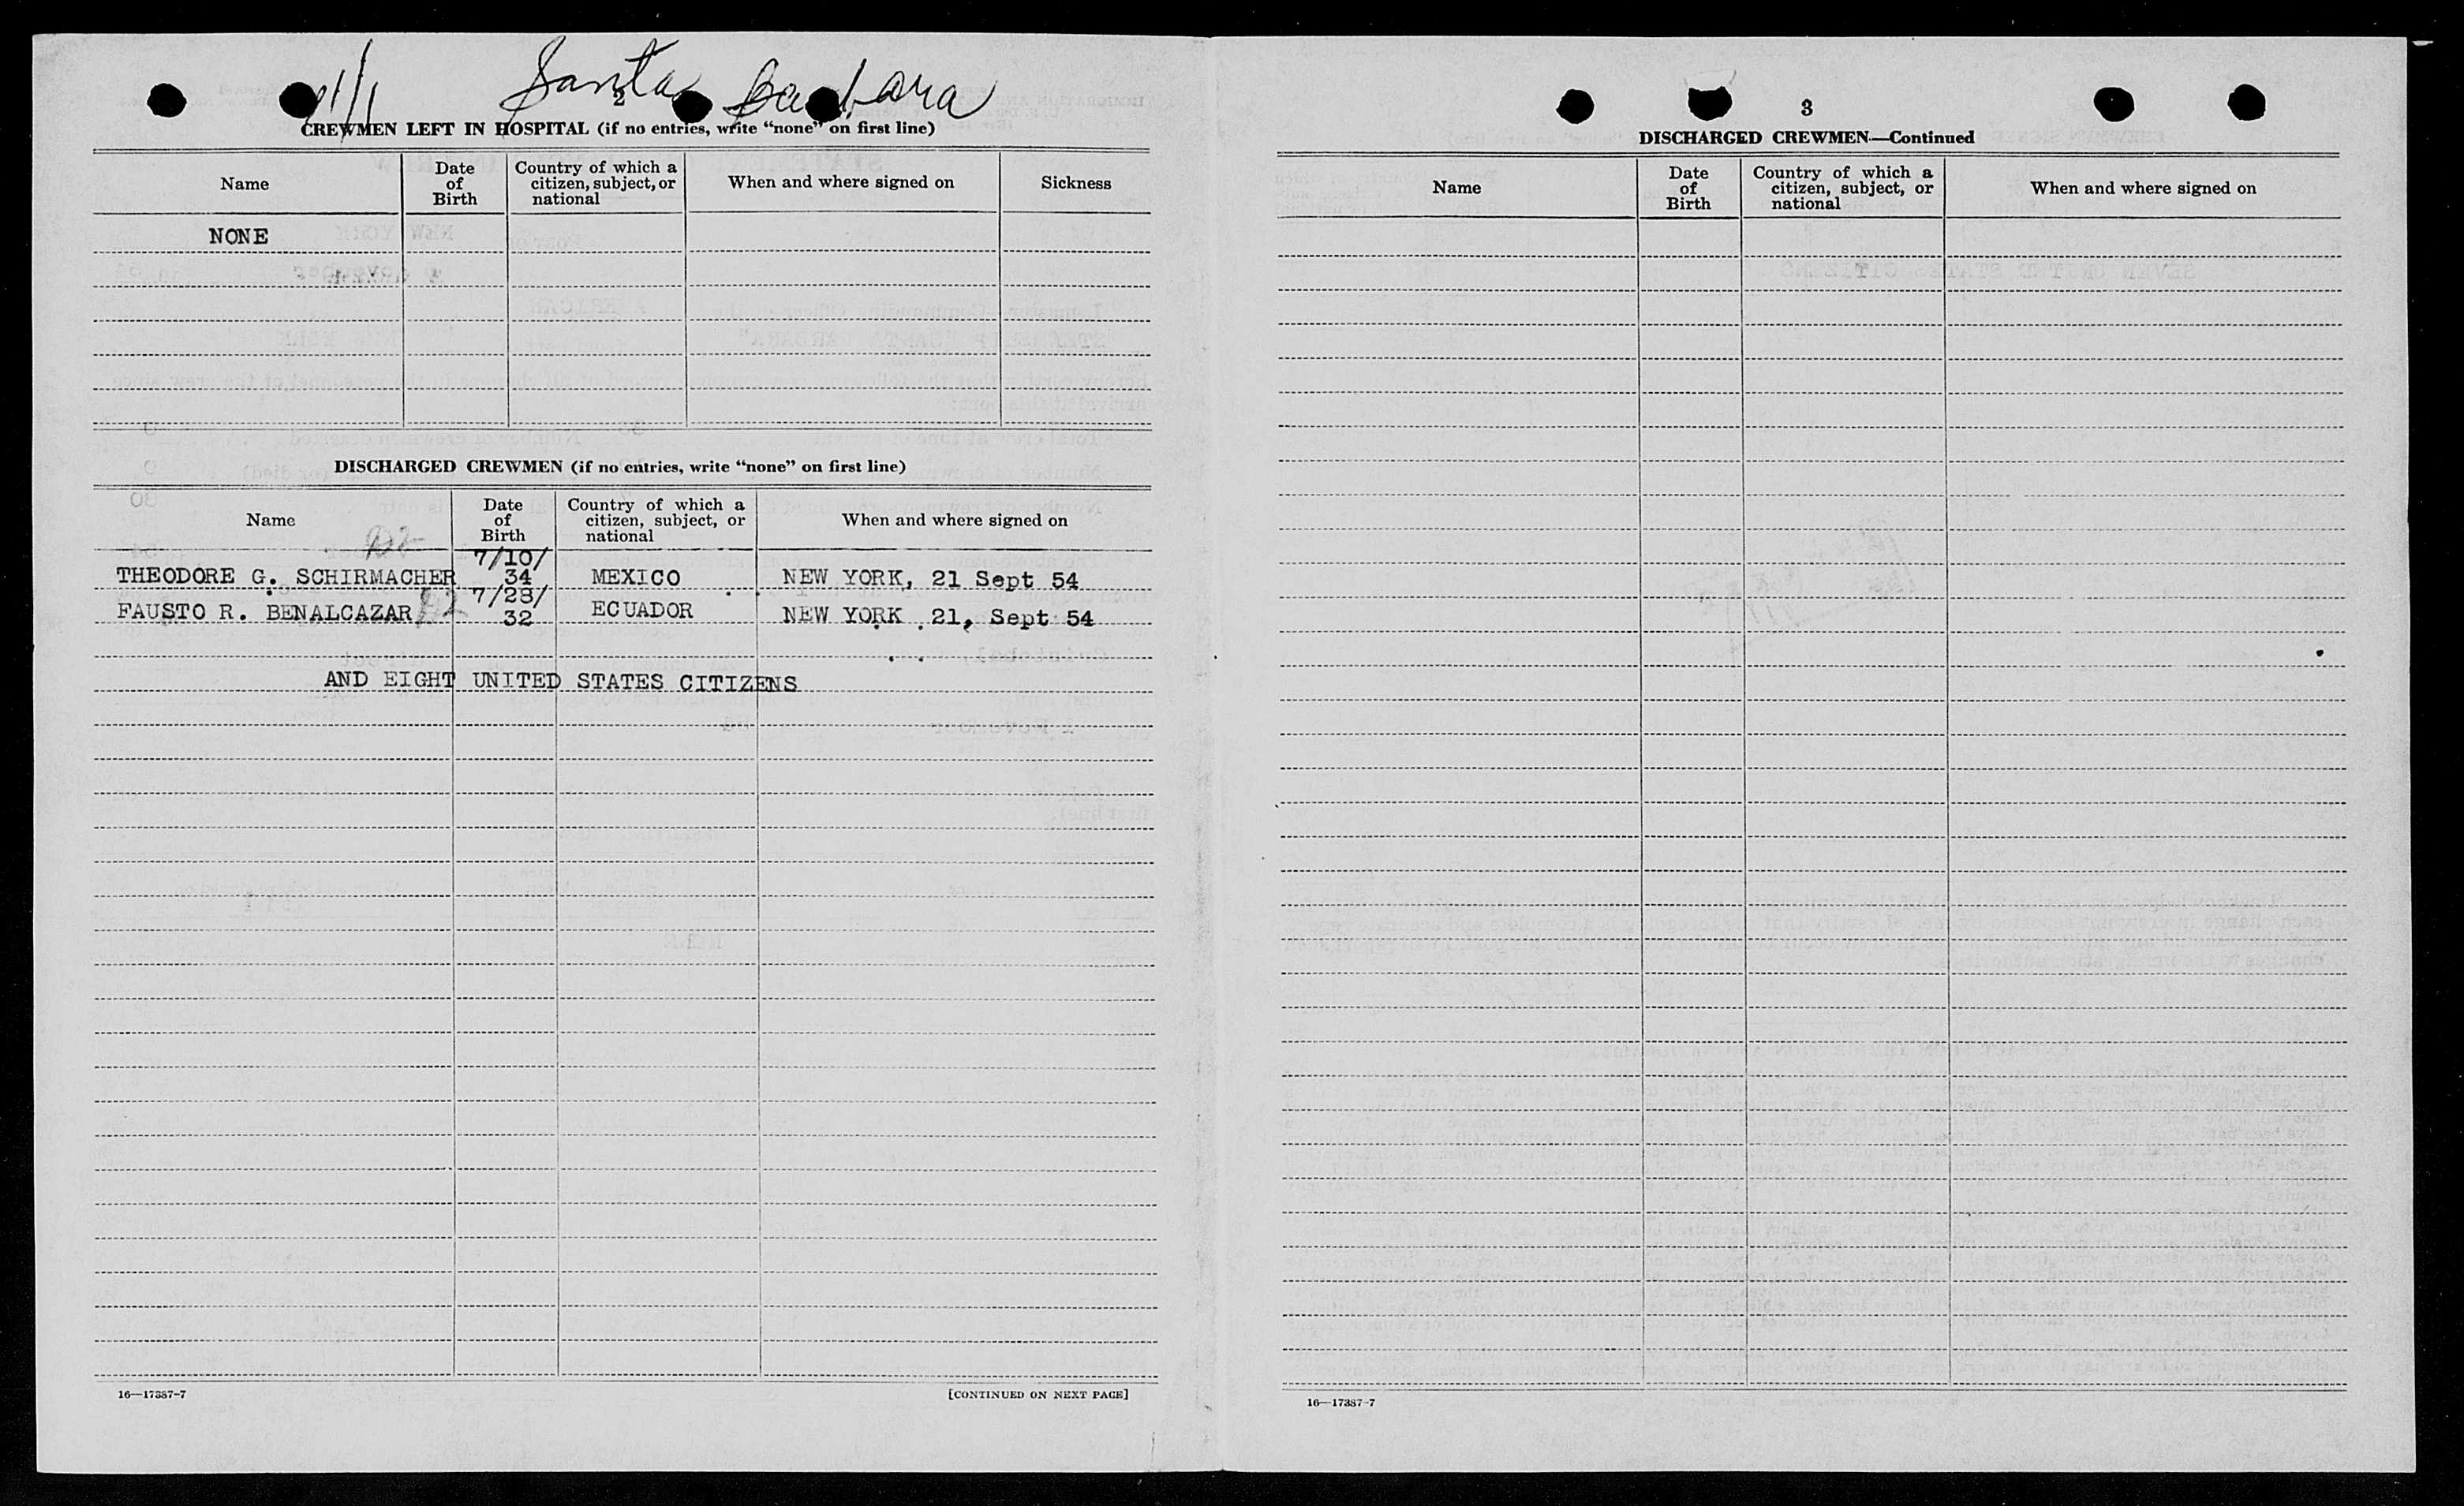 11/1 Santa Barbara
2
CREWMEN LEFT IN HOSPITAL (if no entries, write "none" on first line)
Name
Date of Birth
Country of which a citizen, subject, or national
When and where signed on
Sickness
NONE
DISCHARGED CREWMEN (if no entries, write "none" on first line)
Name
Date of Birth
Country of which a citizen, subject, or national
When and where signed on
THEODORE G. SCHIRMACHER 7/10/34 MEXICO NEW YORK, 21 Sept 54
FAUSTO R. BENALCAZAR 7/28/32 ECUADOR NEW YORK 21, Sept 54
AND EIGHT UNITED STATES CITIZENS
16—17387-7
[CONTINUED ON NEXT PAGE]
3
DISCHARGED CREWMEN—Continued
Name
Date of Birth
Country of which a citizen, subject, or national
When and where signed on
16—17387-7